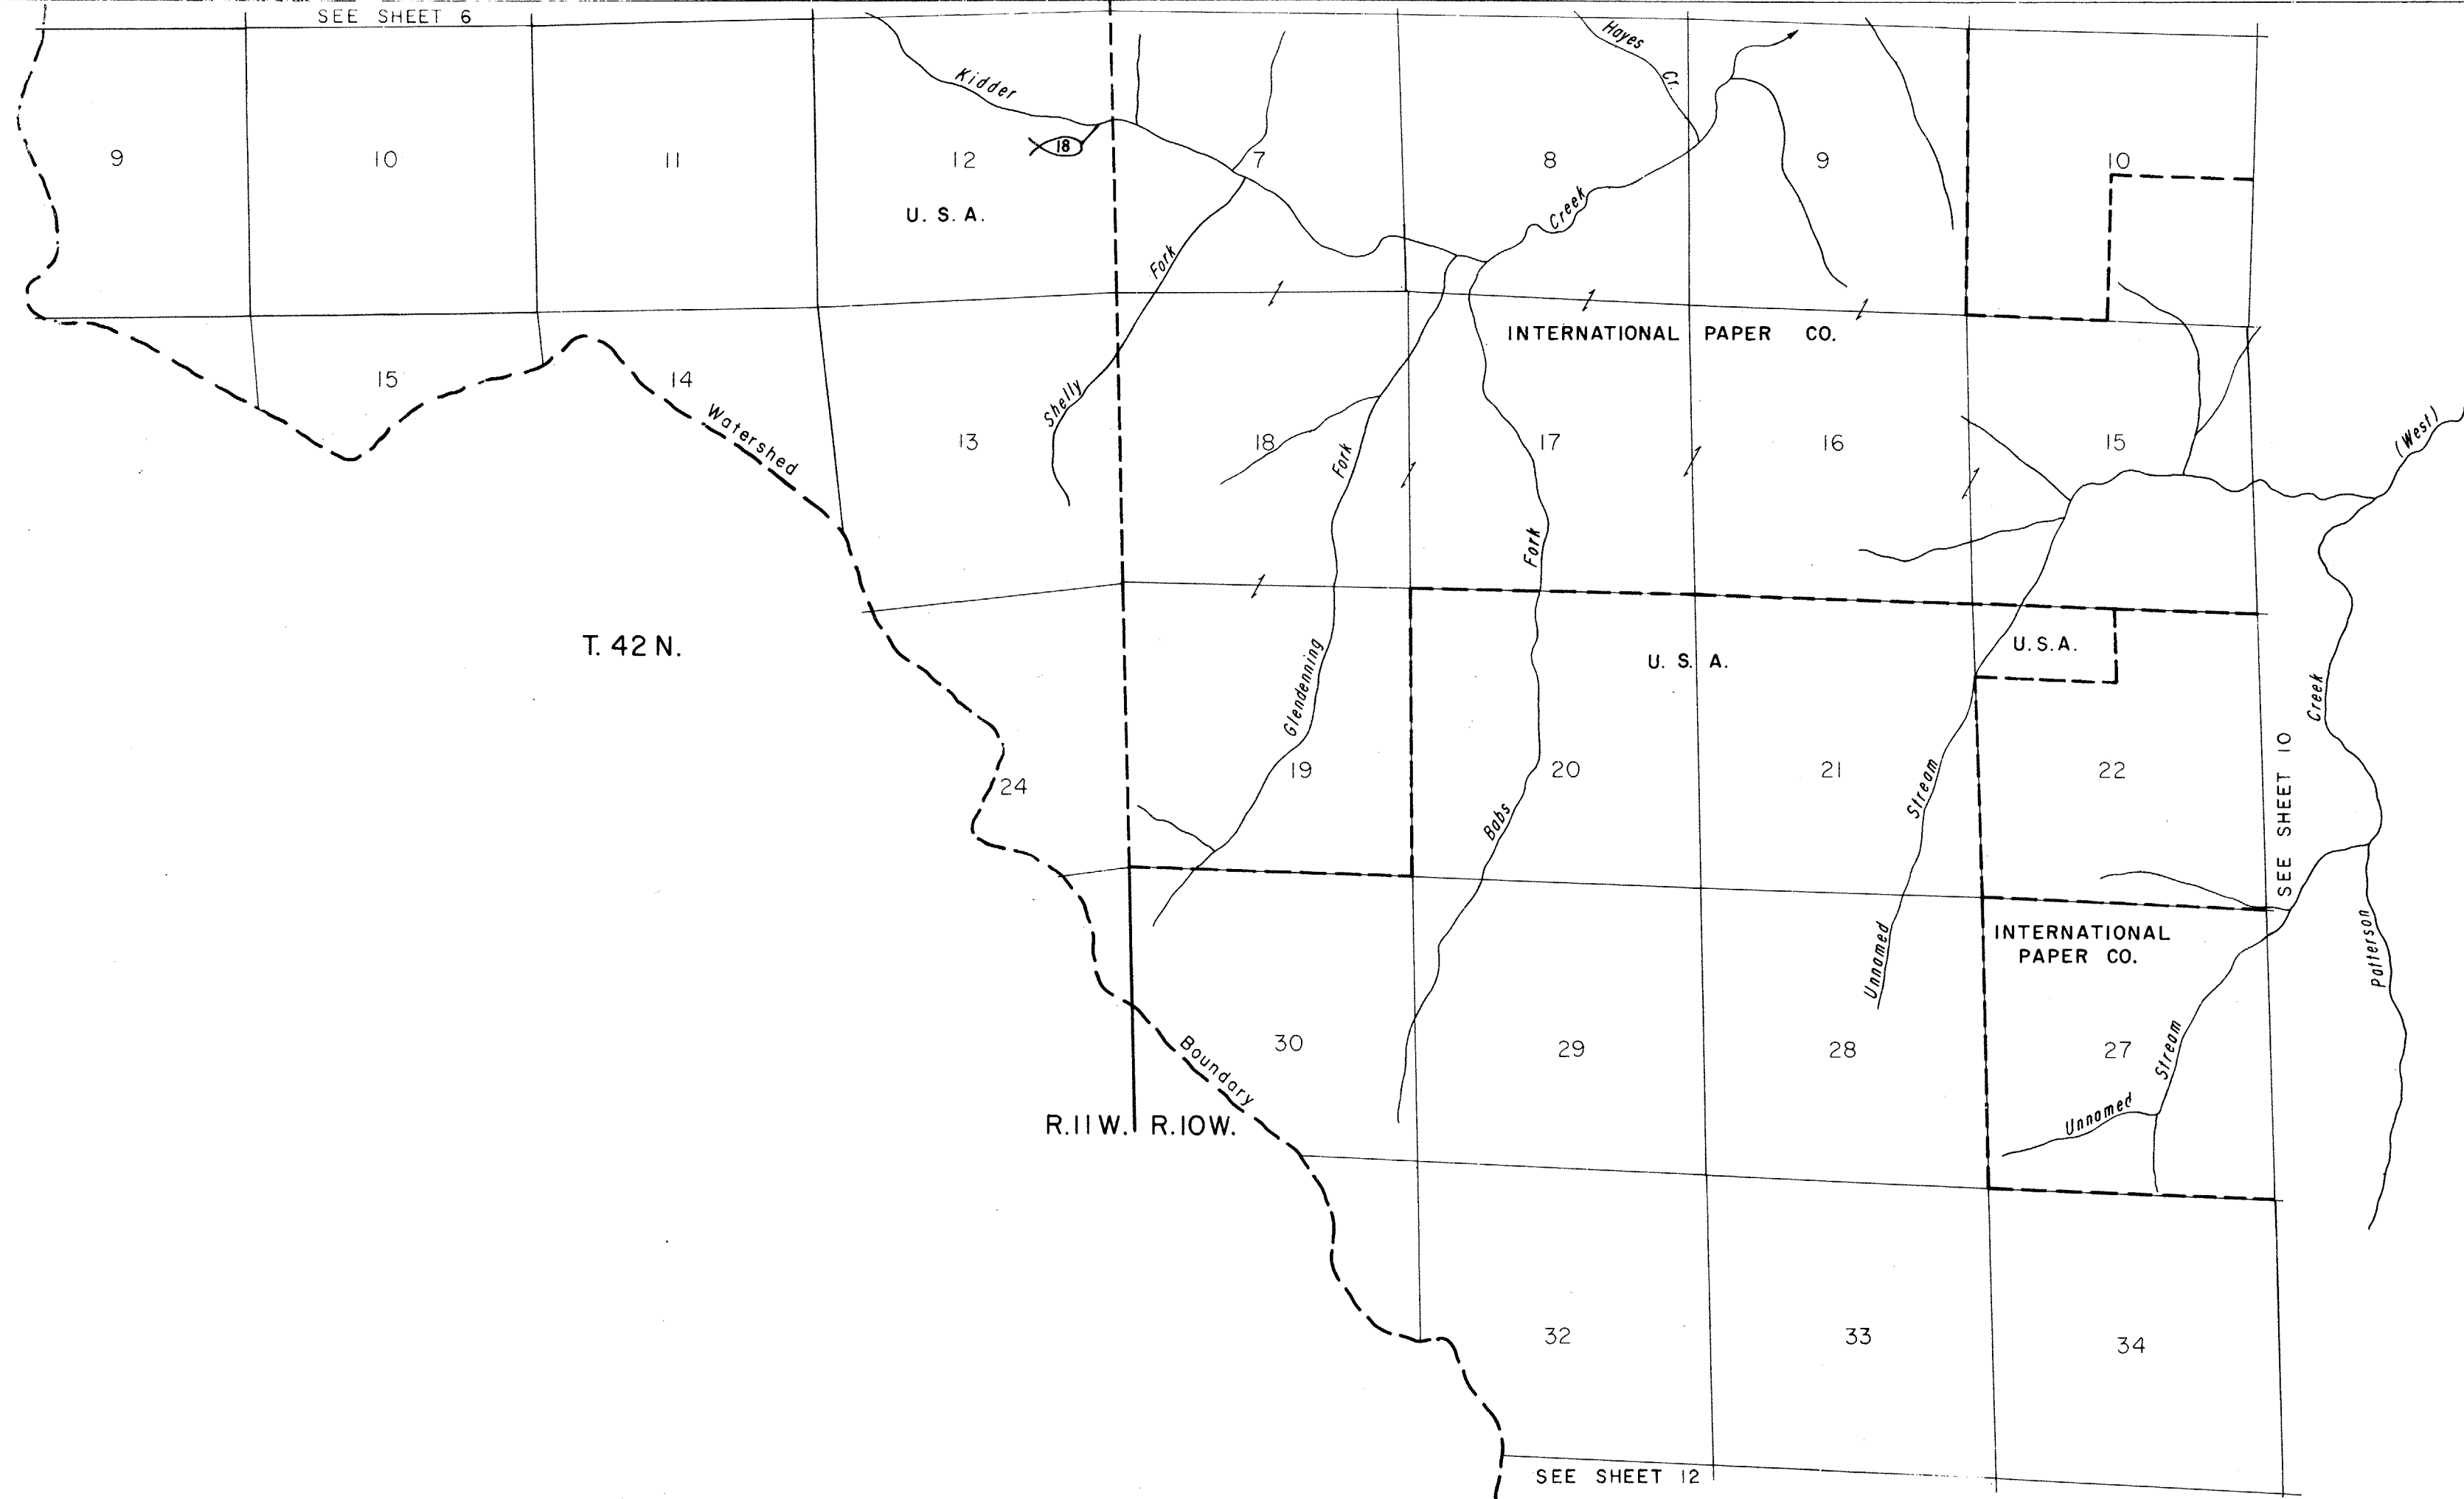 SEE SHEET 6
Kidder
Hayes
Cr.
18
9
10
11
12
7
8
9
10
U. S. A.
Creek
Fork
INTERNATIONAL PAPER CO.
15
14
Watershed
Shelly
13
18
Fork
17
16
15
(West)
Fork
T. 42 N.
U. S. A.
U. S. A.
Glendenning
Creek
24
19
20
21
22
SEE SHEET 10
Stream
Babs
Unnamed
INTERNATIONAL
PAPER CO.
Patterson
Boundary
30
29
28
27
Stream
Unnamed
R. 11 W. R. 10 W.
32
33
34
SEE SHEET 12